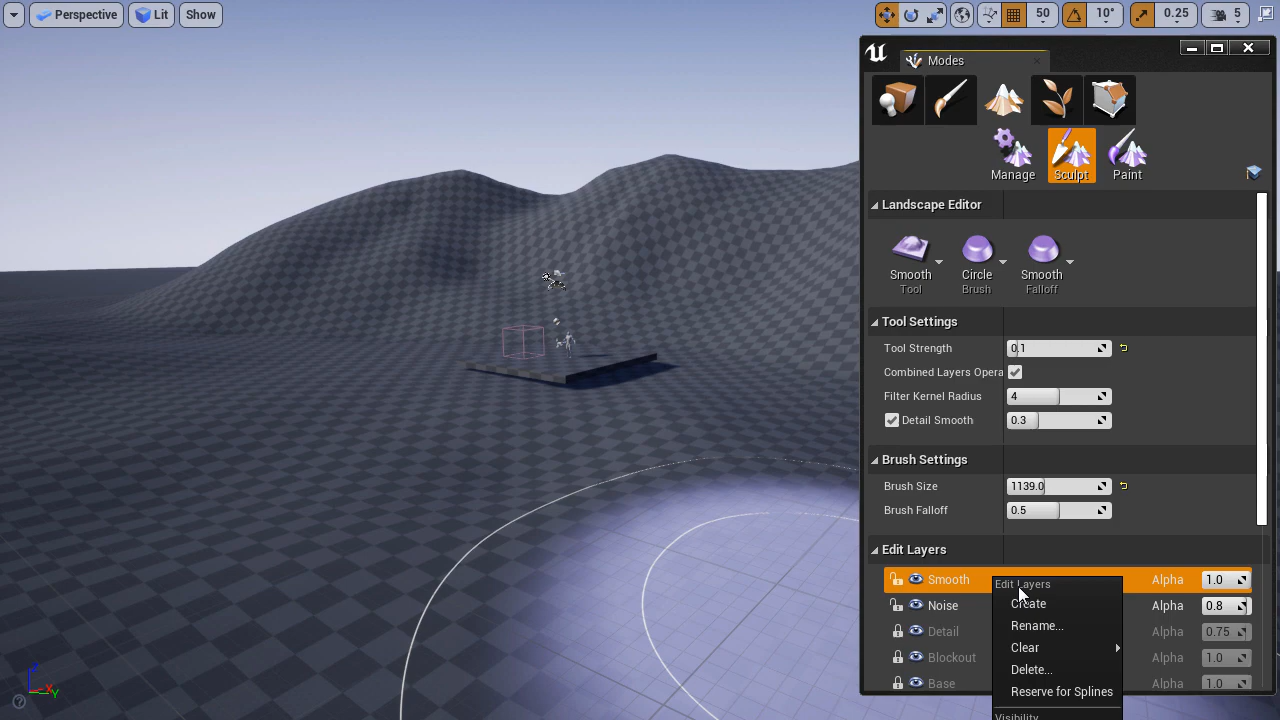 Perspective Lit Show 50 10° 0.25 5
Modes
Manage Sculpt Paint
Landscape Editor
Smooth Circle Smooth
Tool Brush Falloff
Tool Settings
Tool Strength 0.1
Combined Layers Opera
Filter Kernel Radius 4
Detail Smooth 0.3
Brush Settings
Brush Size 1139.0
Brush Falloff 0.5
Edit Layers
Smooth Alpha 1.0
Edit Layers
Create
Noise Alpha 0.8
Rename...
Detail Alpha 0.75
Clear
Blockout Alpha 1.0
Delete...
Base Alpha 1.0
Reserve for Splines
Visibility
Z X Y